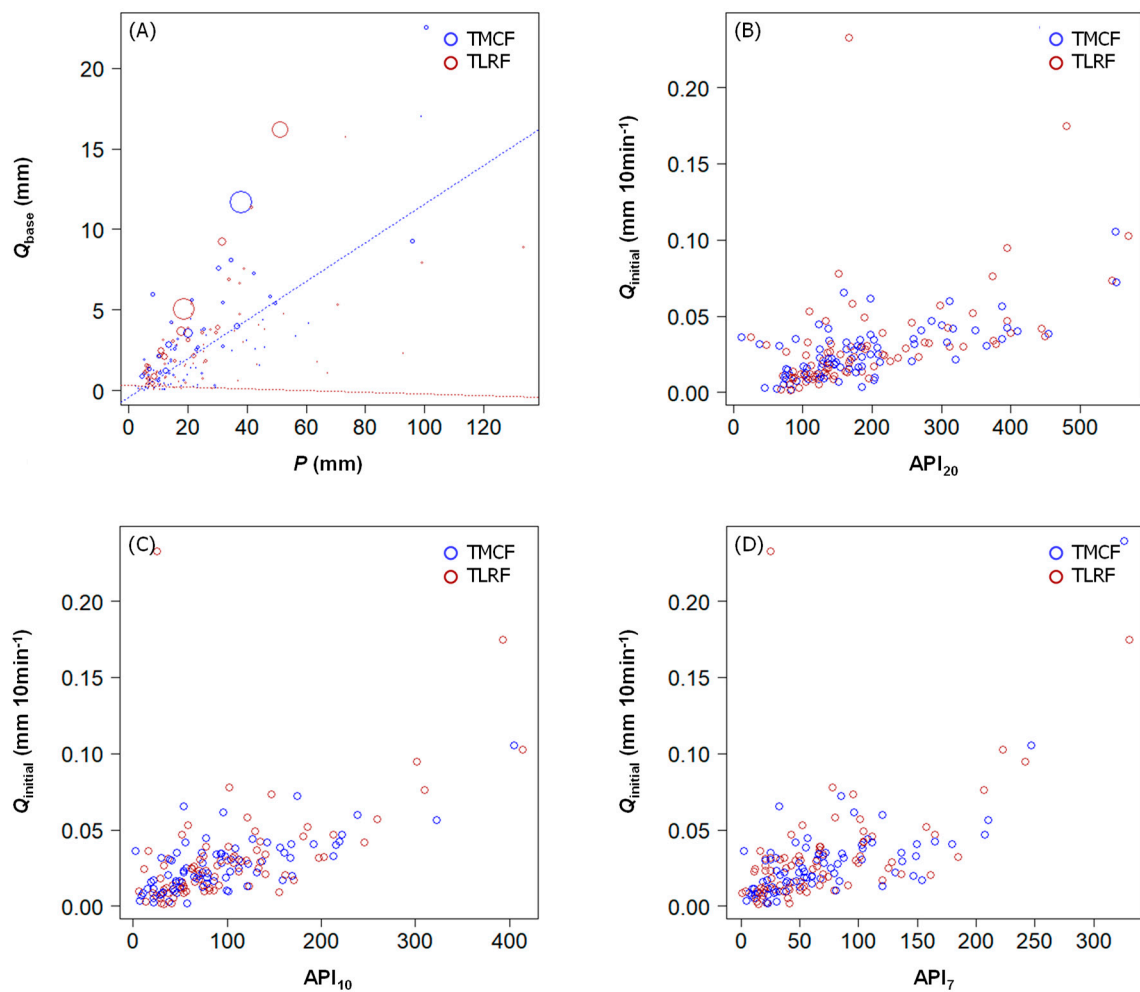 (A)
TMCF
TLRF
20
15
10
5
0
Qbase (mm)
0 20 40 60 80 100 120
P (mm)
(B)
TMCF
TLRF
0.20
0.15
0.10
0.05
0.00
Qinitial (mm 10min-1)
0 100 200 300 400 500
API20
(C)
TMCF
TLRF
0.20
0.15
0.10
0.05
0.00
Qinitial (mm 10min-1)
0 100 200 300 400
API10
(D)
TMCF
TLRF
0.20
0.15
0.10
0.05
0.00
Qinitial (mm 10min-1)
0 50 100 150 200 250 300
API7